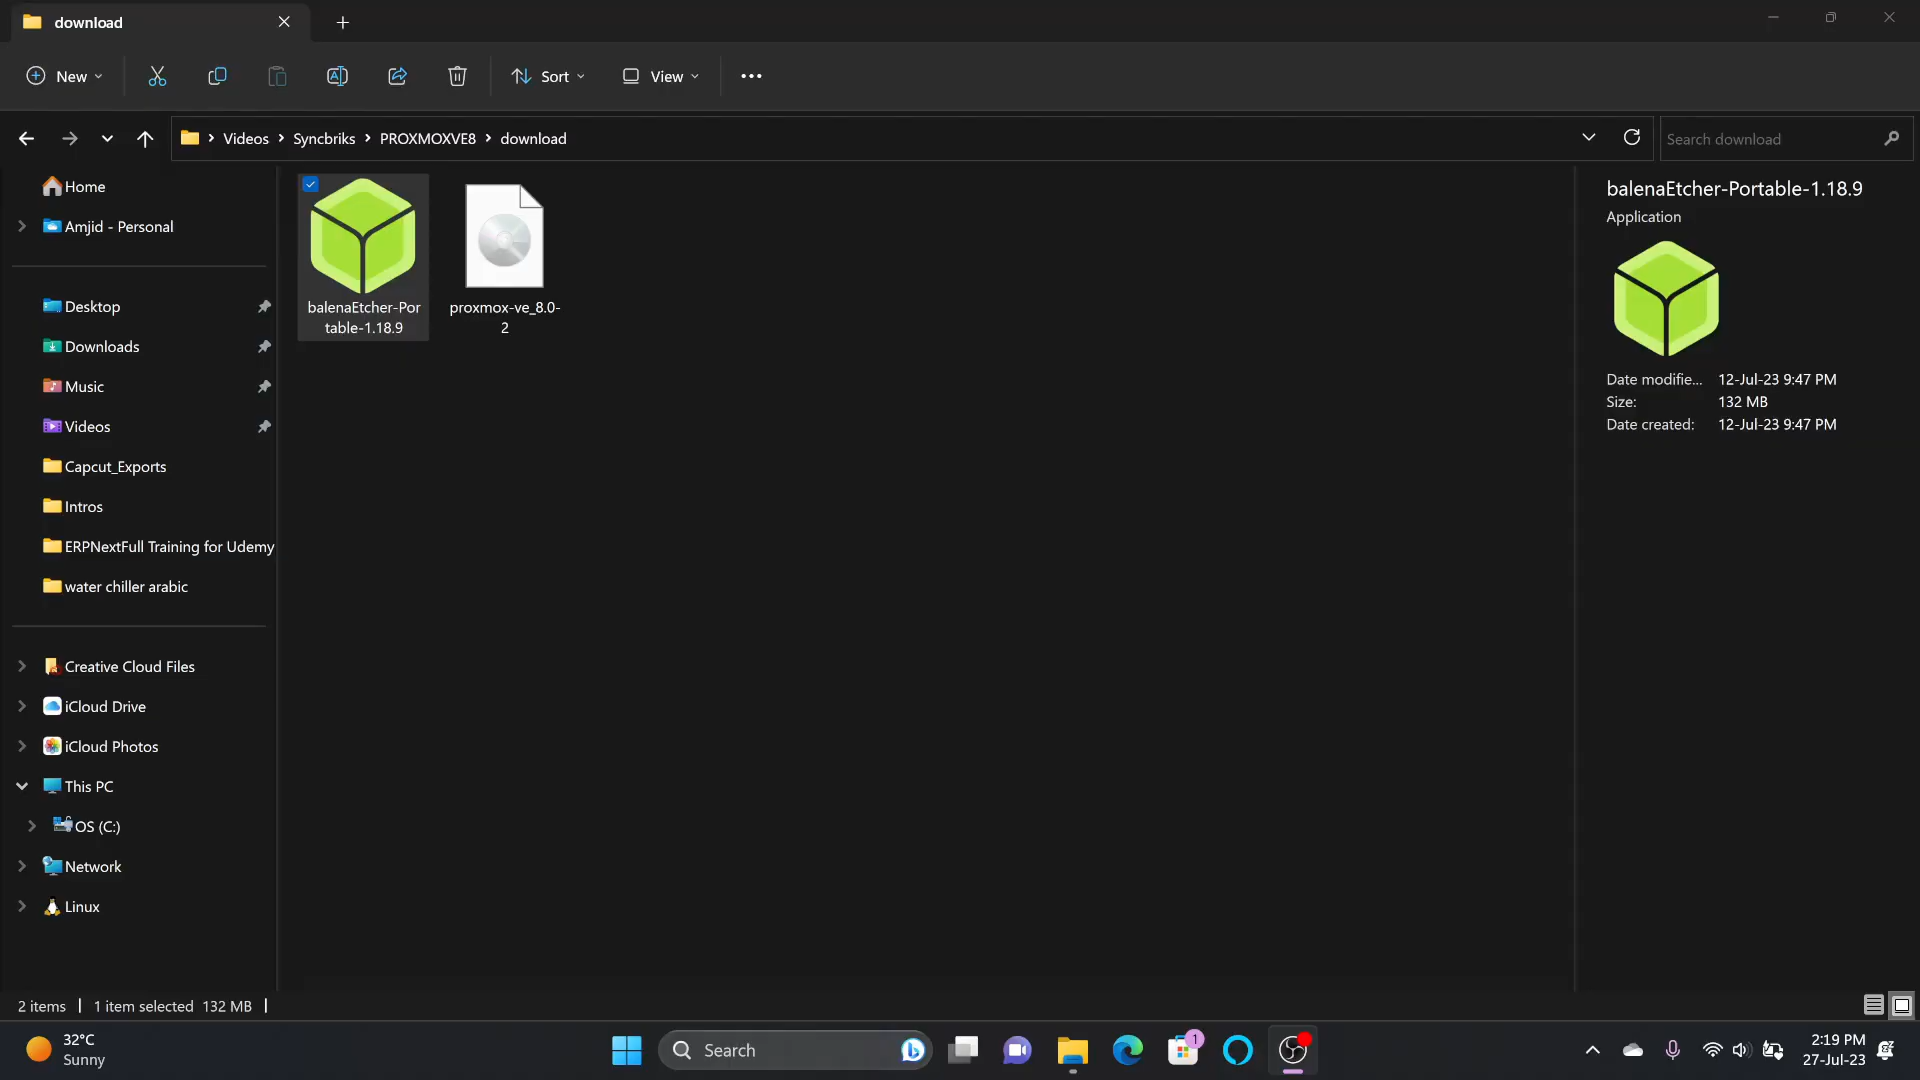 download
New
Sort
View
Videos
Syncbriks
PROXMOXVE8
download
Search download
Home
Amjid - Personal
Desktop
Downloads
Music
Videos
Capcut_Exports
Intros
ERPNextFull Training for Udemy
water chiller arabic
Creative Cloud Files
iCloud Drive
iCloud Photos
This PC
OS (C:)
Network
Linux
balenaEtcher-Por
table-1.18.9
proxmox-ve_8.0-
2
balenaEtcher-Portable-1.18.9
Application
Date modifie... 12-Jul-23 9:47 PM
Size: 132 MB
Date created: 12-Jul-23 9:47 PM
2 items
1 item selected 132 MB
32°C
Sunny
Search
1
2:19 PM
27-Jul-23